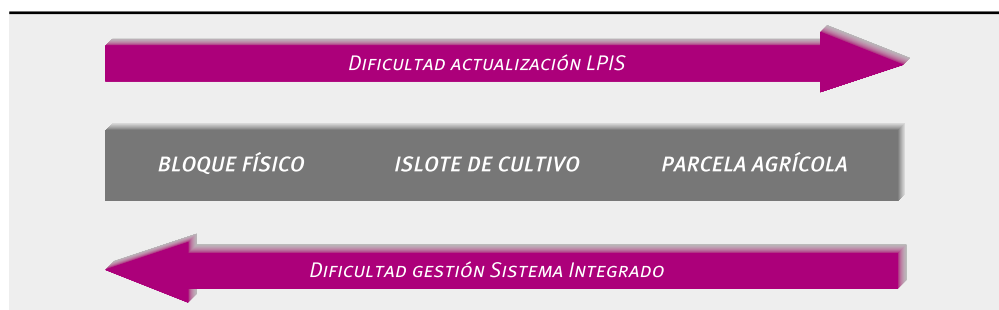 Dificultad actualización LPIS
BLOQUE FÍSICO ISLOTE DE CULTIVO PARCELA AGRÍCOLA
Dificultad gestión Sistema Integrado